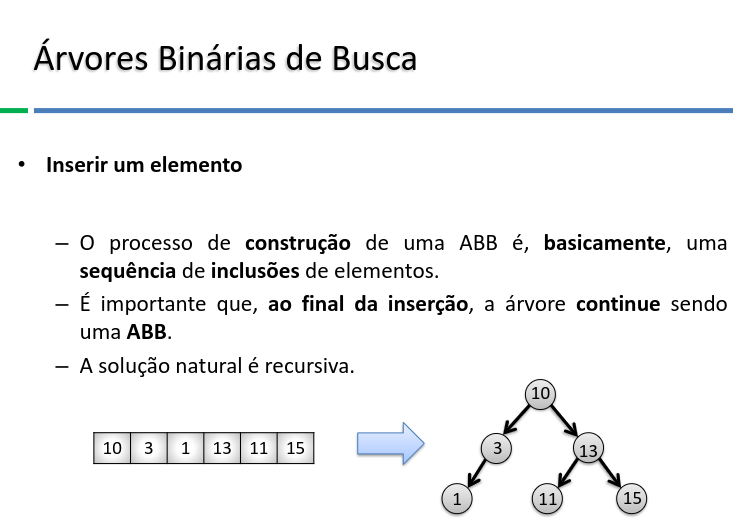 Árvores Binárias de Busca
• Inserir um elemento
– O processo de construção de uma ABB é, basicamente, uma
sequência de inclusões de elementos.
– É importante que, ao final da inserção, a árvore continue sendo
uma ABB.
– A solução natural é recursiva.
10
10 3 1 13 11 15
3 13
1 11 15